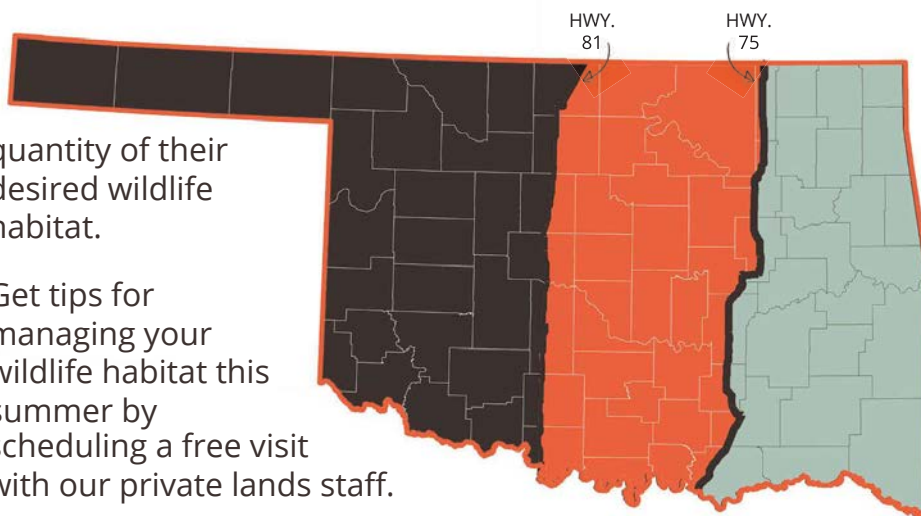 HWY.
81
HWY.
75
quantity of their
desired wildlife
habitat.
Get tips for
managing your
wildlife habitat this
summer by
scheduling a free visit
with our private lands staff.